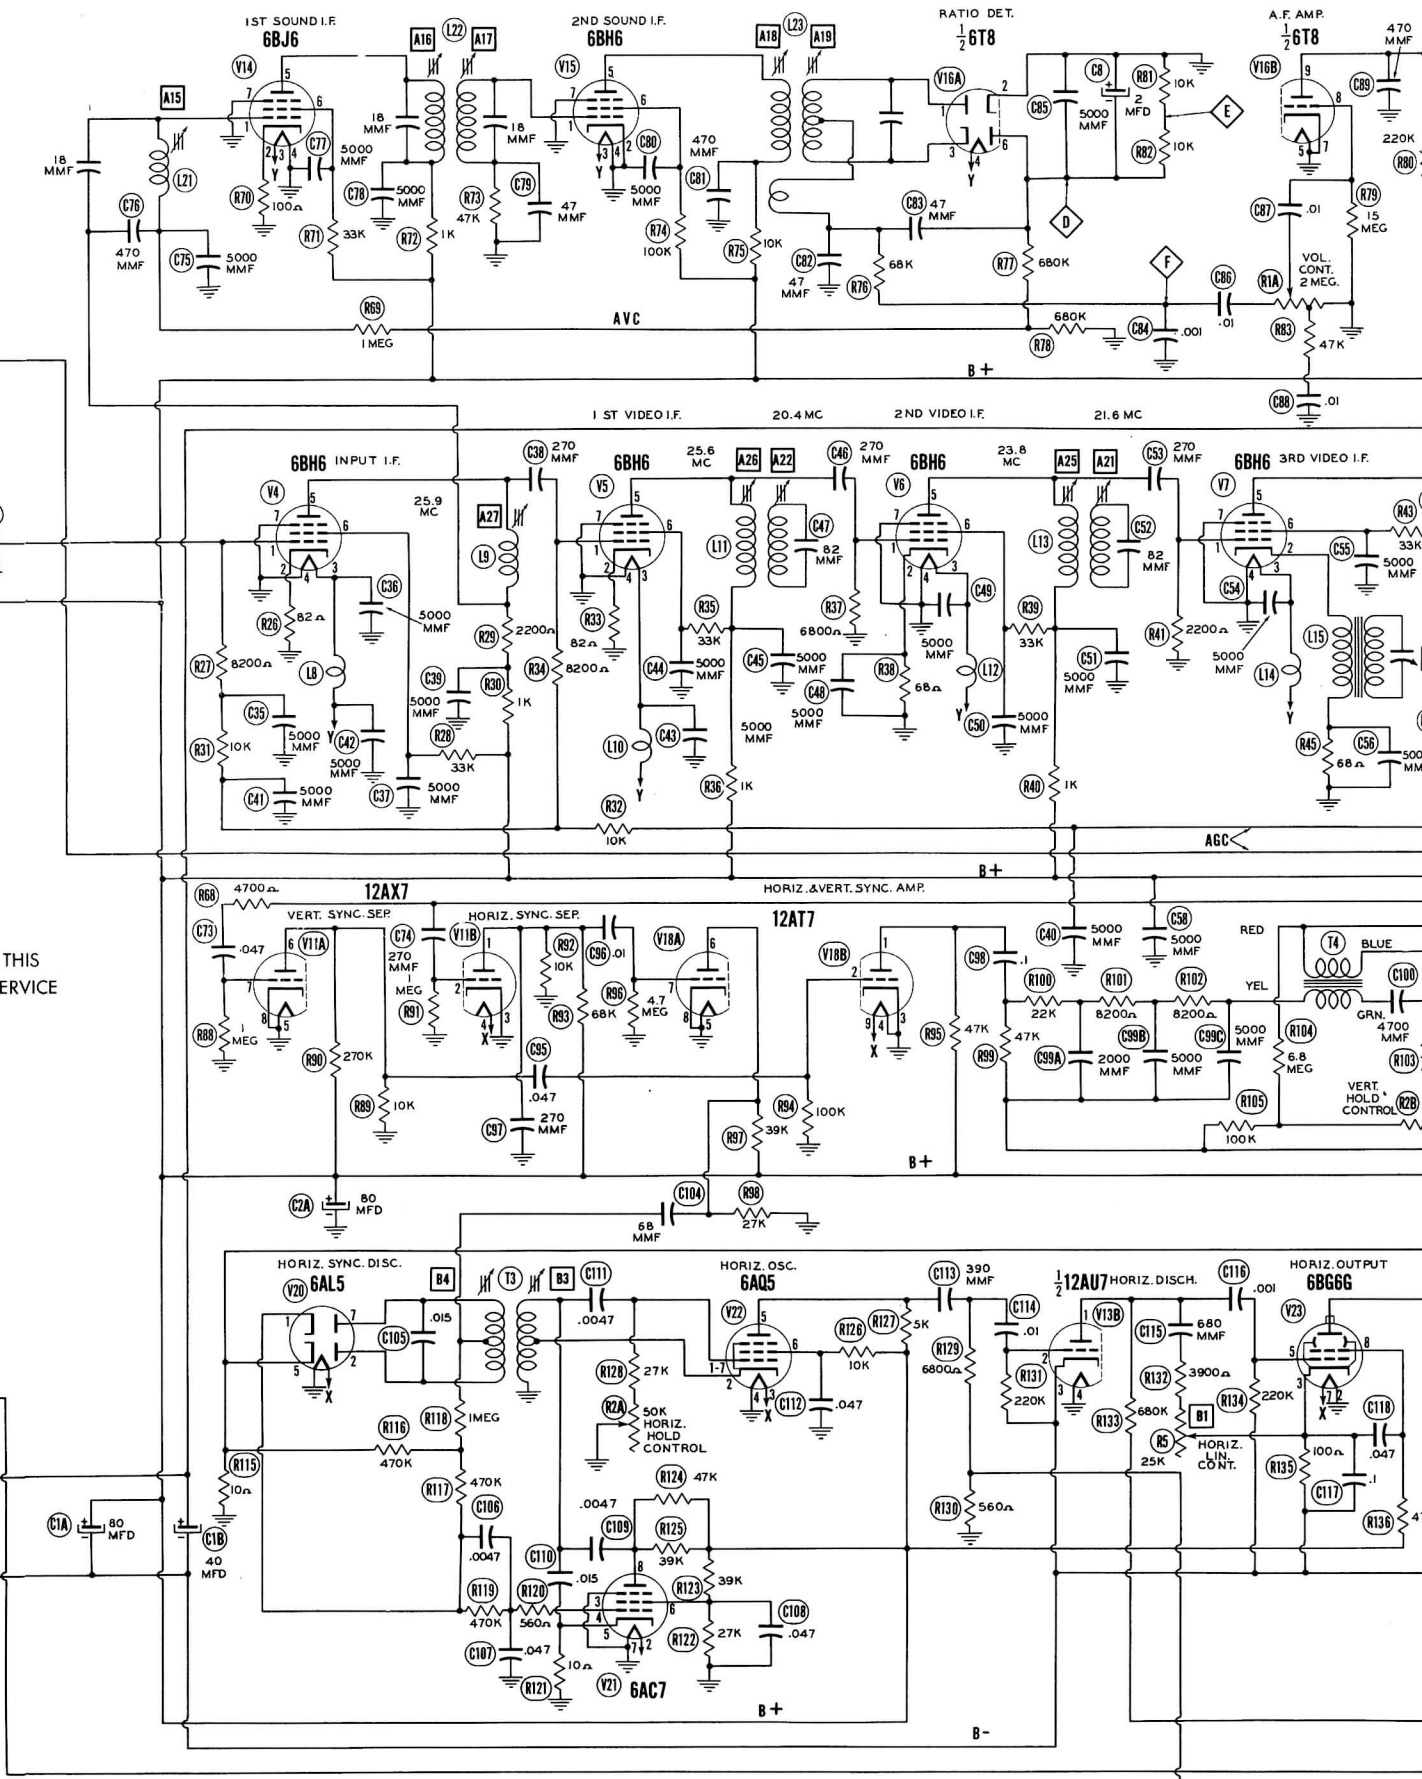 1ST SOUND I.F.
6BJ6
V14
A15
A16
L22
A17
2ND SOUND I.F.
6BH6
V15
A18
L23
A19
RATIO DET.
½ 6T8
V16A
A.F. AMP.
½ 6T8
V16B
470 MMF
C89
C85
C8
5000 MMF
2 MFD
R81
10K
R82
10K
E
220K
R80
18 MMF
L21
C76
470 MMF
C75
5000 MMF
R70
100Ω
C77
5000 MMF
R71
33K
18 MMF
C78
5000 MMF
R72
1K
18 MMF
R73
47K
C79
47 MMF
C80
5000 MMF
R74
100K
470 MMF
C81
R75
10K
C82
47 MMF
C83
47 MMF
R76
68K
R77
680K
D
F
C87
.01
R79
15 MEG
C86
.01
VOL. CONT. 2 MEG.
R1A
R83
47K
C88
.01
R69
1 MEG
AVC
680K
R78
C84
.001
B+
1 ST VIDEO I.F.
20.4 MC
2ND VIDEO I.F.
21.6 MC
6BH6 INPUT I.F.
V4
25.9 MC
A27
L9
C38
270 MMF
6BH6
V5
25.6 MC
A26
A22
C46
270 MMF
6BH6
V6
23.8 MC
A25
A21
C53
270 MMF
6BH6 3RD VIDEO I.F.
V7
R43
33K
C36
5000 MMF
R26
82Ω
R27
8200Ω
L8
C35
5000 MMF
C42
5000 MMF
R31
10K
C41
5000 MMF
C37
5000 MMF
R28
33K
C39
5000 MMF
R29
2200Ω
R30
1K
R34
8200Ω
R33
82Ω
C44
5000 MMF
R35
33K
L10
C43
R32
10K
L11
C47
82 MMF
C45
5000 MMF
5000 MMF
R36
1K
R37
6800Ω
C48
5000 MMF
R38
68Ω
C49
5000 MMF
L12
C50
5000 MMF
R39
33K
L13
C52
82 MMF
C51
5000 MMF
R40
1K
R41
2200Ω
C54
5000 MMF
L14
C55
5000 MMF
L15
R45
68Ω
C56
AGC
B+
R68
4700Ω
C73
.047
12AX7
VERT. SYNC. SEP.
V11A
R88
1 MEG
R90
270K
HORIZ. SYNC. SEP.
V11B
C74
270 MMF
1 MEG
R91
R89
10K
R92
10K
C96
.01
R93
68K
R96
4.7 MEG
C95
.047
C97
270 MMF
HORIZ. & VERT. SYNC. AMP.
V18A
12AT7
V18B
R97
39K
R94
100K
R95
47K
C98
.1
R99
47K
C40
5000 MMF
C58
5000 MMF
R100
22K
R101
8200Ω
R102
8200Ω
C99A
2000 MMF
C99B
5000 MMF
C99C
5000 MMF
RED
T4
BLUE
YEL
GRN.
C100
4700 MMF
R104
6.8 MEG
R103
VERT. HOLD CONTROL
R2B
R105
100K
THIS
ERVICE
B+
C2A
80 MFD
C104
68 MMF
R98
27K
HORIZ. SYNC. DISC.
6AL5
V20
B4
T3
B3
C105
.015
C111
.0047
HORIZ. OSC.
6AQ5
V22
R128
27K
R2A
50K HORIZ. HOLD CONTROL
C112
.047
R126
10K
R127
5K
C113
390 MMF
C114
.01
R129
6800Ω
R131
220K
R130
560Ω
½ 12AU7 HORIZ. DISCH.
V13B
R133
680K
C115
680 MMF
R132
3900Ω
R5
25K
B1
HORIZ. LIN. CONT.
C116
.001
R134
220K
HORIZ. OUTPUT
6BG6G
V23
C118
.047
R135
100Ω
C117
.1
R136
R115
10Ω
R116
470K
R118
1MEG
R117
470K
C106
.0047
R119
470K
C107
.047
R120
560Ω
C110
.015
R121
10Ω
.0047
C109
R124
47K
R125
39K
R123
39K
R122
27K
C108
.047
V21
6AC7
C1A
80 MFD
C1B
40 MFD
B+
B-